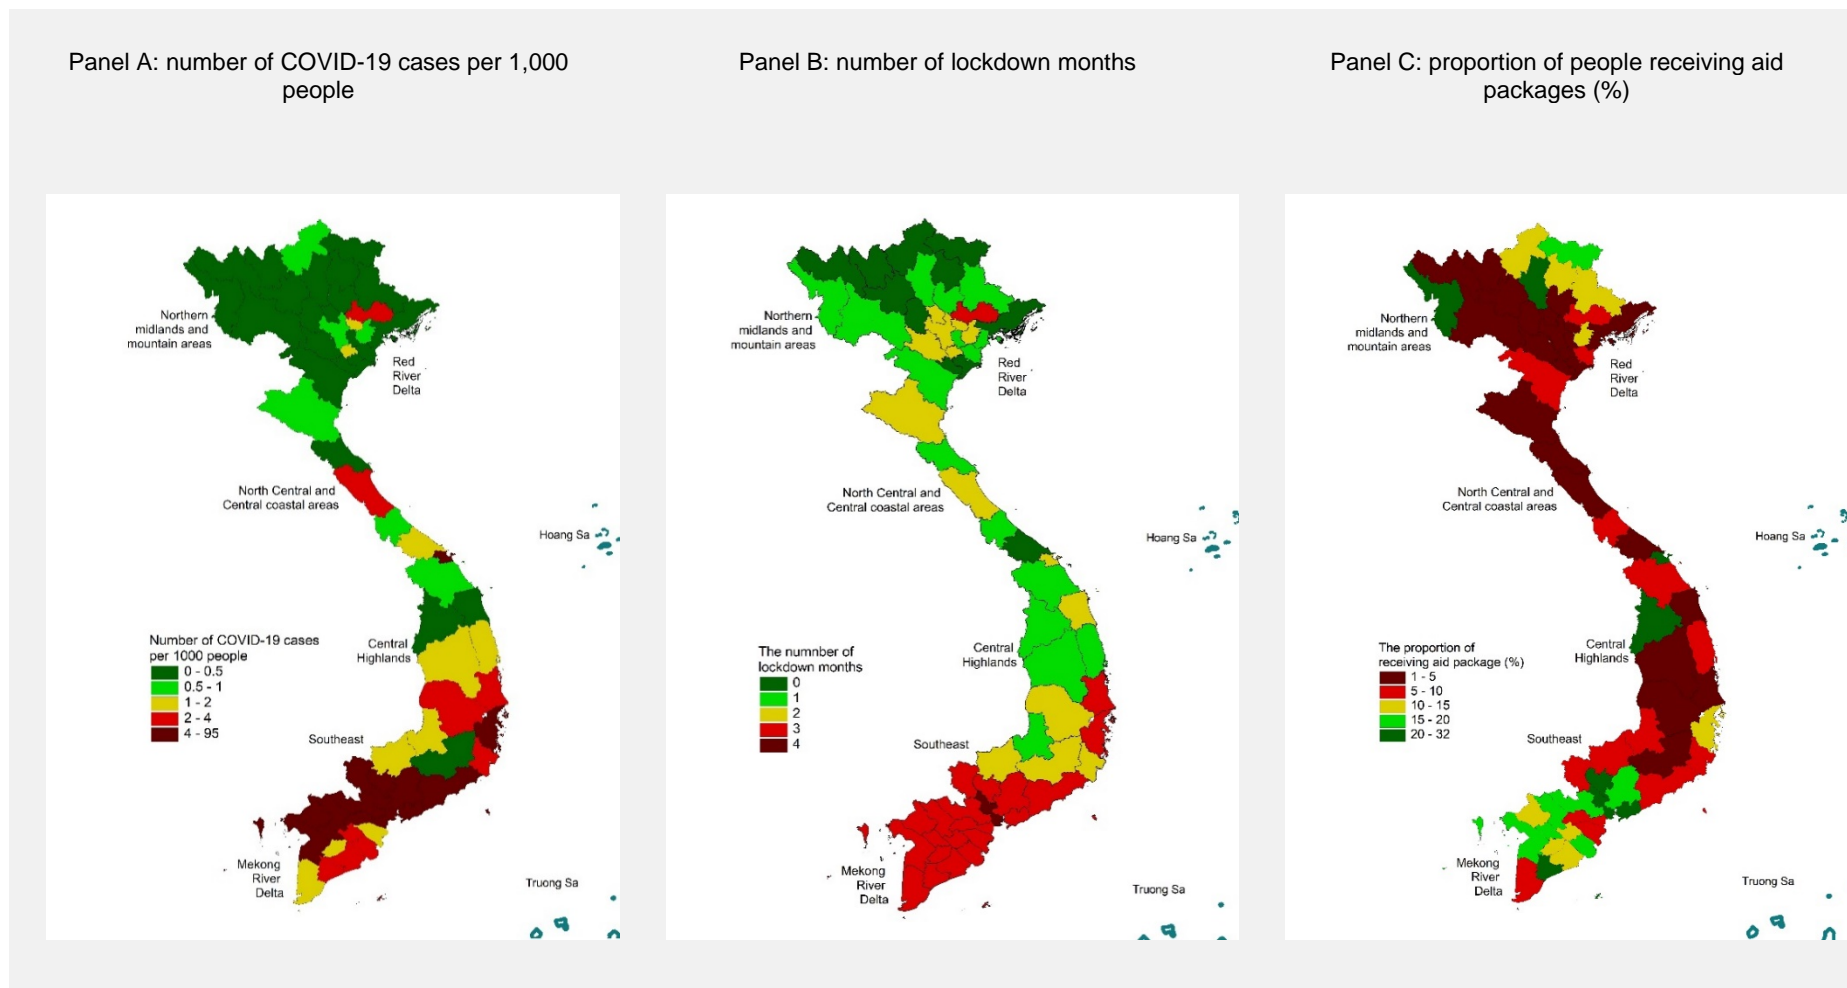 Panel A: number of COVID-19 cases per 1,000
people
Panel B: number of lockdown months
Panel C: proportion of people receiving aid
packages (%)
Northern
midlands and
mountain areas
Red
River
Delta
North Central and
Central coastal areas
Hoang Sa
Number of COVID-19 cases
per 1000 people
0 - 0.5
0.5 - 1
1 - 2
2 - 4
4 - 95
Central
Highlands
Southeast
Mekong
River
Delta
Truong Sa
Northern
midlands and
mountain areas
Red
River
Delta
North Central and
Central coastal areas
Hoang Sa
The numnber of
lockdown months
0
1
2
3
4
Central
Highlands
Southeast
Mekong
River
Delta
Truong Sa
Northern
midlands and
mountain areas
Red
River
Delta
North Central and
Central coastal areas
Hoang Sa
The proportion of
receiving aid package (%)
1 - 5
5 - 10
10 - 15
15 - 20
20 - 32
Central
Highlands
Southeast
Mekong
River
Delta
Truong Sa